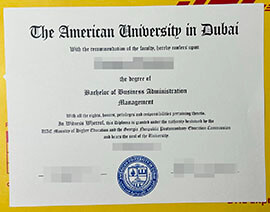 The American University in Dubai
With the recommendation of the faculty, hereby confers upon
the degree of
Bachelor of Business Administration
Management
With all the rights, honors, privileges and responsibilities pertaining thereto.
In Witness Whereof, this Diploma is granted under the authority declared by the
UAE Ministry of Higher Education and the Georgia Nonpublic Postsecondary Education Commission
and bears the seal of the University